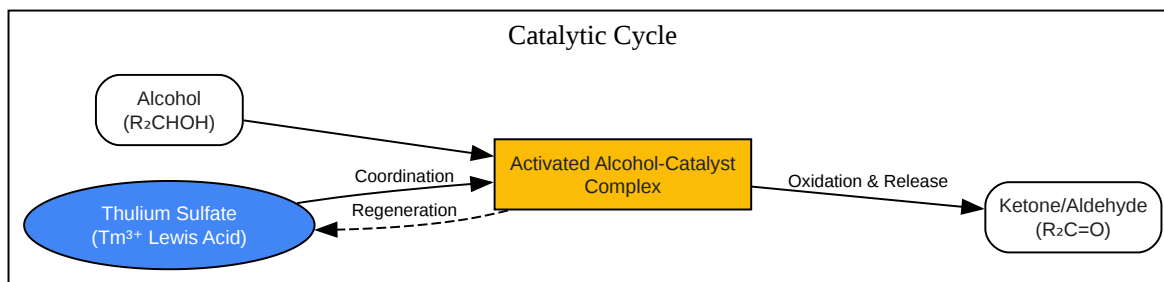 Catalytic Cycle
Alcohol
(R₂CHOH)
Coordination
Activated Alcohol-Catalyst
Complex
Oxidation & Release
Regeneration
Thulium Sulfate
(Tm³⁺ Lewis Acid)
Ketone/Aldehyde
(R₂C=O)